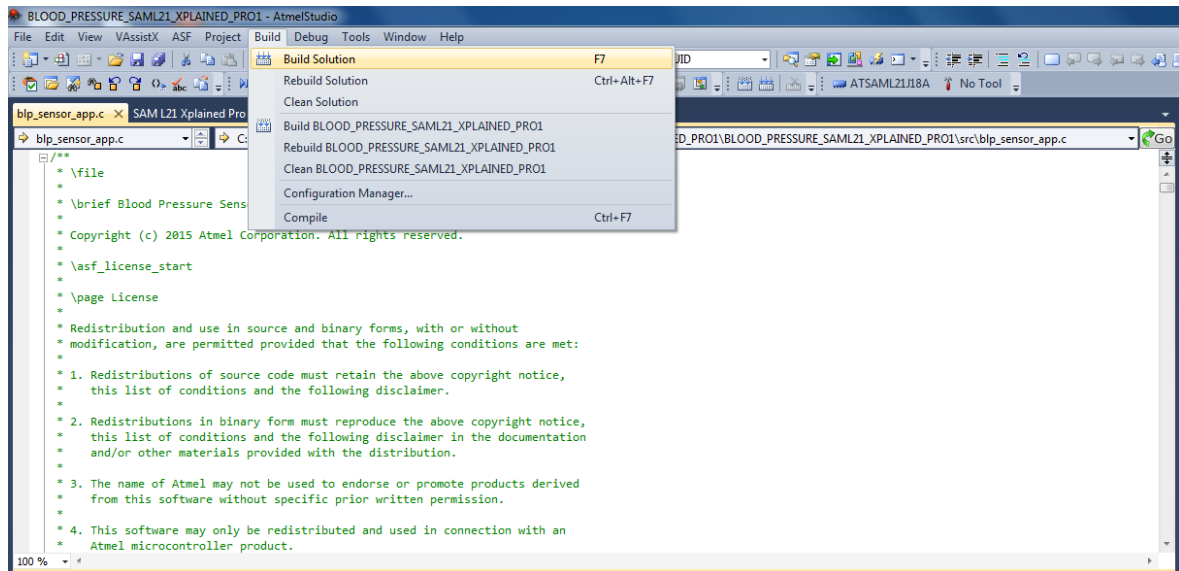 BLOOD_PRESSURE_SAML21_XPLAINED_PRO1 - AtmelStudio
File Edit View VAssistX ASF Project Build Debug Tools Window Help
Build Solution F7
JID
Rebuild Solution Ctrl+Alt+F7
ATSAML21J18A No Tool
Clean Solution
blp_sensor_app.c SAM L21 Xplained Pro
Build BLOOD_PRESSURE_SAML21_XPLAINED_PRO1
blp_sensor_app.c C:
ED_PRO1\BLOOD_PRESSURE_SAML21_XPLAINED_PRO1\src\blp_sensor_app.c Go
Rebuild BLOOD_PRESSURE_SAML21_XPLAINED_PRO1
Clean BLOOD_PRESSURE_SAML21_XPLAINED_PRO1
Configuration Manager...
Compile Ctrl+F7
/**
* \file
*
* \brief Blood Pressure Sens
*
* Copyright (c) 2015 Atmel Corporation. All rights reserved.
*
* \asf_license_start
*
* \page License
*
* Redistribution and use in source and binary forms, with or without
* modification, are permitted provided that the following conditions are met:
*
* 1. Redistributions of source code must retain the above copyright notice,
* this list of conditions and the following disclaimer.
*
* 2. Redistributions in binary form must reproduce the above copyright notice,
* this list of conditions and the following disclaimer in the documentation
* and/or other materials provided with the distribution.
*
* 3. The name of Atmel may not be used to endorse or promote products derived
* from this software without specific prior written permission.
*
* 4. This software may only be redistributed and used in connection with an
* Atmel microcontroller product.
100 %